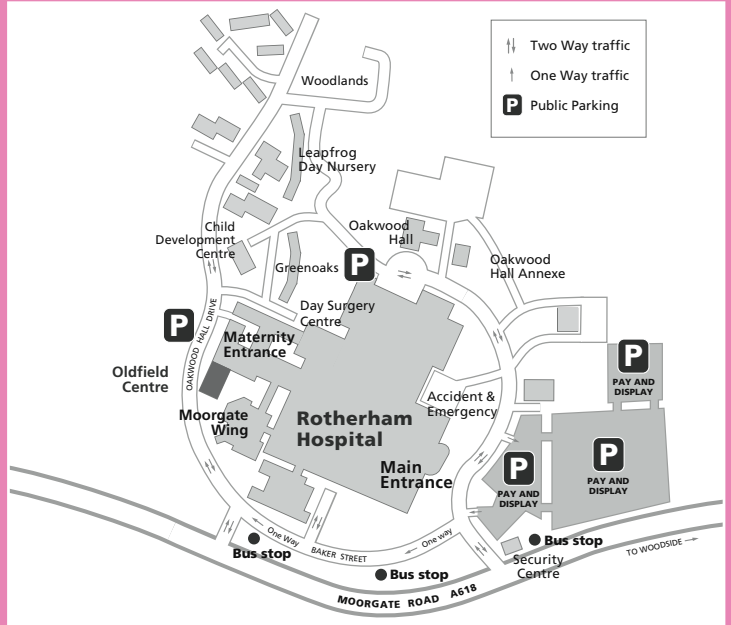 Two Way traffic
One Way traffic
P Public Parking
Woodlands
Leapfrog
Day Nursery
Child
Development
Centre
Oakwood
Hall
Greenoaks
P
Oakwood
Hall Annexe
Day Surgery
Centre
P
OAKWOOD HALL DRIVE
Maternity
Entrance
Oldfield
Centre
P
PAY AND
DISPLAY
Accident &
Emergency
Moorgate
Wing
Rotherham
Hospital
Main
Entrance
P
PAY AND
DISPLAY
P
PAY AND
DISPLAY
One Way
BAKER STREET
One way
Bus stop
Bus stop
Bus stop
Security
Centre
TO WOODSIDE
MOORGATE ROAD A618